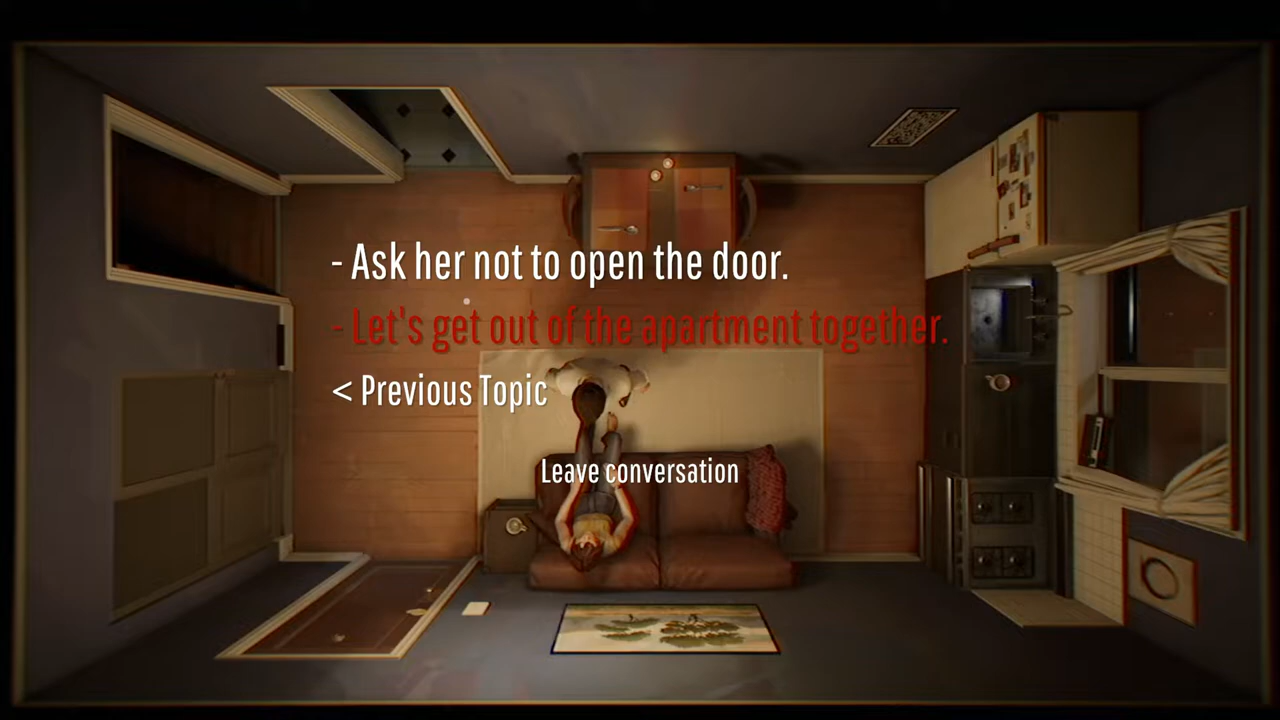 - Ask her not to open the door.
- Let's get out of the apartment together.
< Previous Topic
Leave conversation